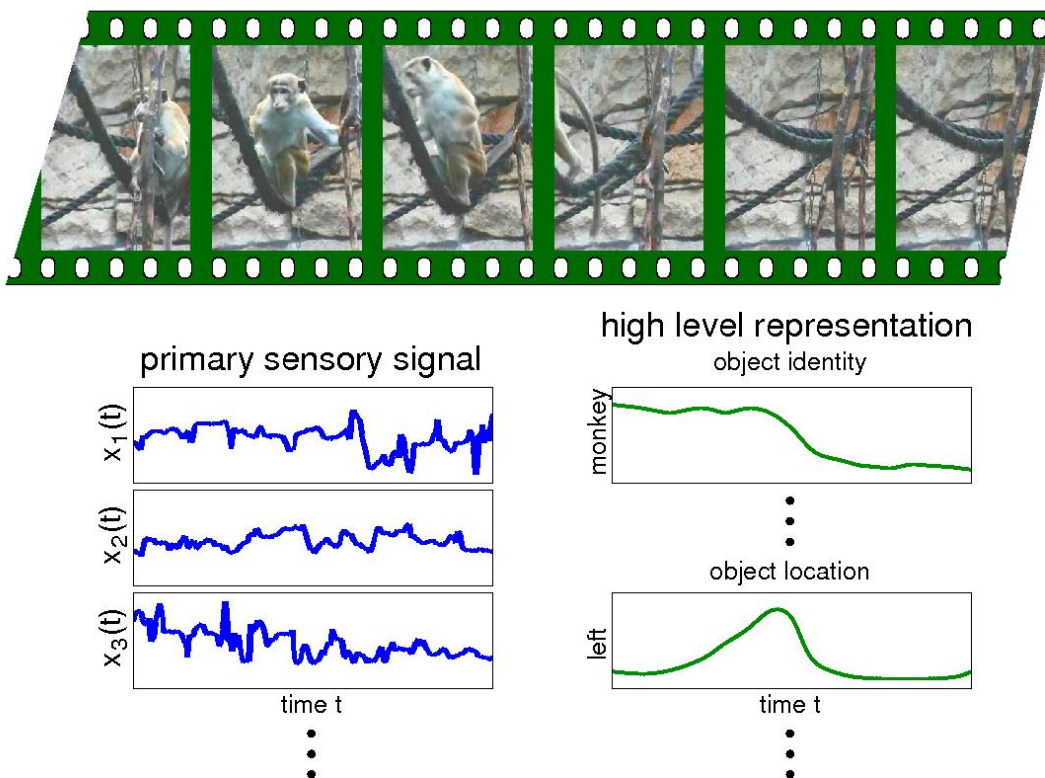 high level representation
primary sensory signal
object identity
x1(t)
monkey
x2(t)
object location
x3(t)
left
time t
time t